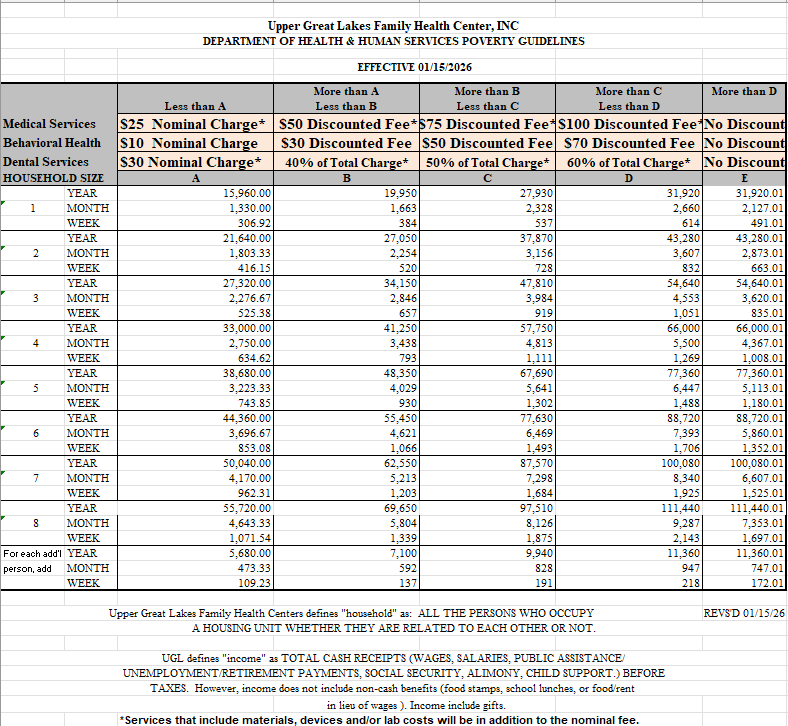 Upper Great Lakes Family Health Center, INC
DEPARTMENT OF HEALTH & HUMAN SERVICES POVERTY GUIDELINES
EFFECTIVE 01/15/2026
More than A More than B More than C More than D
Less than A Less than B Less than C Less than D
Medical Services $25 Nominal Charge* $50 Discounted Fee* $75 Discounted Fee* $100 Discounted Fee* No Discount
Behavioral Health $10 Nominal Charge $30 Discounted Fee $50 Discounted Fee $70 Discounted Fee No Discount
Dental Services $30 Nominal Charge* 40% of Total Charge* 50% of Total Charge* 60% of Total Charge* No Discount
HOUSEHOLD SIZE A B C D E
YEAR 15,960.00 19,950 27,930 31,920 31,920.01
1 MONTH 1,330.00 1,663 2,328 2,660 2,127.01
WEEK 306.92 384 537 614 491.01
YEAR 21,640.00 27,050 37,870 43,280 43,280.01
2 MONTH 1,803.33 2,254 3,156 3,607 2,873.01
WEEK 416.15 520 728 832 663.01
YEAR 27,320.00 34,150 47,810 54,640 54,640.01
3 MONTH 2,276.67 2,846 3,984 4,553 3,620.01
WEEK 525.38 657 919 1,051 835.01
YEAR 33,000.00 41,250 57,750 66,000 66,000.01
4 MONTH 2,750.00 3,438 4,813 5,500 4,367.01
WEEK 634.62 793 1,111 1,269 1,008.01
YEAR 38,680.00 48,350 67,690 77,360 77,360.01
5 MONTH 3,223.33 4,029 5,641 6,447 5,113.01
WEEK 743.85 930 1,302 1,488 1,180.01
YEAR 44,360.00 55,450 77,630 88,720 88,720.01
6 MONTH 3,696.67 4,621 6,469 7,393 5,860.01
WEEK 853.08 1,066 1,493 1,706 1,352.01
YEAR 50,040.00 62,550 87,570 100,080 100,080.01
7 MONTH 4,170.00 5,213 7,298 8,340 6,607.01
WEEK 962.31 1,203 1,684 1,925 1,525.01
YEAR 55,720.00 69,650 97,510 111,440 111,440.01
8 MONTH 4,643.33 5,804 8,126 9,287 7,353.01
WEEK 1,071.54 1,339 1,875 2,143 1,697.01
For each add'l YEAR 5,680.00 7,100 9,940 11,360 11,360.01
person, add MONTH 473.33 592 828 947 747.01
WEEK 109.23 137 191 218 172.01
Upper Great Lakes Family Health Centers defines "household" as: ALL THE PERSONS WHO OCCUPY REVS'D 01/15/26
A HOUSING UNIT WHETHER THEY ARE RELATED TO EACH OTHER OR NOT.
UGL defines "income" as TOTAL CASH RECEIPTS (WAGES, SALARIES, PUBLIC ASSISTANCE/
UNEMPLOYMENT/RETIREMENT PAYMENTS, SOCIAL SECURITY, ALIMONY, CHILD SUPPORT.) BEFORE
TAXES. However, income does not include non-cash benefits (food stamps, school lunches, or food/rent
in lieu of wages ). Income include gifts.
*Services that include materials, devices and/or lab costs will be in addition to the nominal fee.